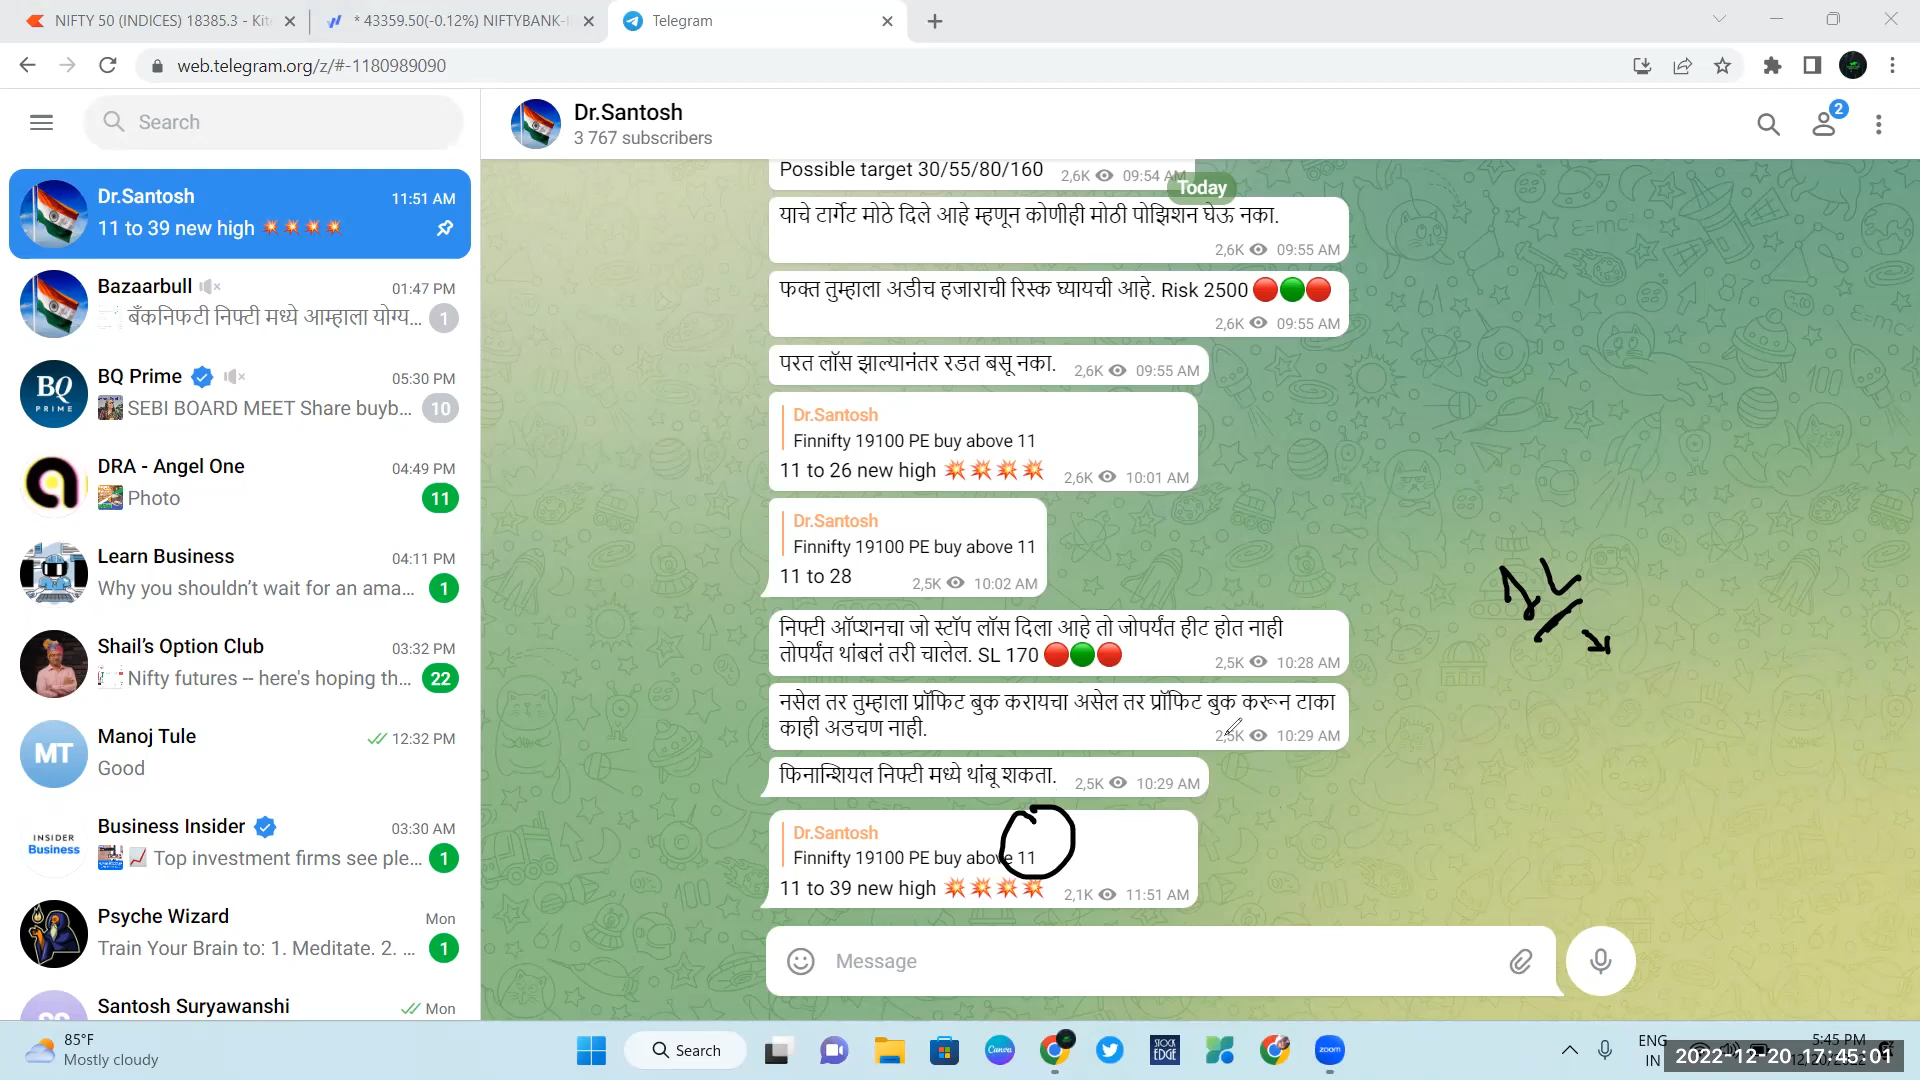 NIFTY 50 (INDICES) 18385.3 - Kit
* 43359.50(-0.12%) NIFTYBANK-I
Telegram
web.telegram.org/z/#-1180989090
Search
Dr.Santosh
11:51 AM
11 to 39 new high 💥💥💥💥
Bazaarbull
01:47 PM
बँकनिफटी निफ्टी मध्ये आम्हाला योग्य...
1
BQ
PRIME
BQ Prime
05:30 PM
SEBI BOARD MEET Share buyb...
10
DRA - Angel One
04:49 PM
Photo
11
Learn Business
04:11 PM
Why you shouldn't wait for an ama...
1
Shail's Option Club
03:32 PM
Nifty futures -- here's hoping th...
22
MT
Manoj Tule
12:32 PM
Good
INSIDER
Business
Business Insider
03:30 AM
📈 Top investment firms see ple...
1
Psyche Wizard
Mon
Train Your Brain to: 1. Meditate. 2. ...
1
Santosh Suryawanshi
Mon
Dr.Santosh
3 767 subscribers
2
Possible target 30/55/80/160 2,6K 09:54 AM
Today
याचे टार्गेट मोठे दिले आहे म्हणून कोणीही मोठी पोझिशन घेऊ नका.
2,6K 09:55 AM
फक्त तुम्हाला अडीच हजाराची रिस्क घ्यायची आहे. Risk 2500 🔴🟢🔴
2,6K 09:55 AM
परत लॉस झाल्यानंतर रडत बसू नका. 2,6K 09:55 AM
Dr.Santosh
Finnifty 19100 PE buy above 11
11 to 26 new high 💥💥💥💥 2,6K 10:01 AM
Dr.Santosh
Finnifty 19100 PE buy above 11
11 to 28 2,5K 10:02 AM
निफ्टी ऑप्शनचा जो स्टॉप लॉस दिला आहे तो जोपर्यंत हीट होत नाही
तोपर्यंत थांबलं तरी चालेल. SL 170 🔴🟢🔴 2,5K 10:28 AM
नसेल तर तुम्हाला प्रॉफिट बुक करायचा असेल तर प्रॉफिट बुक करून टाका
काही अडचण नाही. 2,5K 10:29 AM
फिनान्शियल निफ्टी मध्ये थांबू शकता. 2,5K 10:29 AM
Dr.Santosh
Finnifty 19100 PE buy above 11
11 to 39 new high 💥💥💥💥 2,1K 11:51 AM
Message
85°F
Mostly cloudy
Search
Canva
STOCK
EDGE
zoom
ENG
IN
5:45 PM
2022-12-20 17:45:01